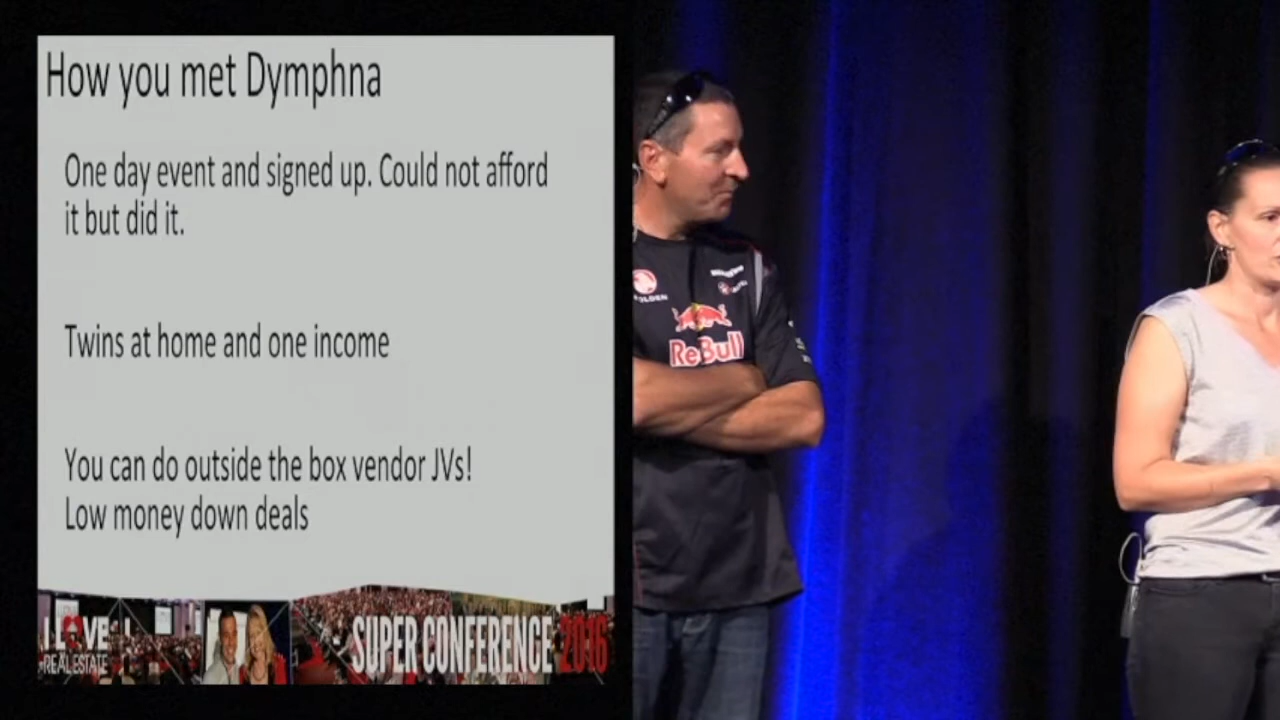 How you met Dymphna
One day event and signed up. Could not afford
it but did it.
Twins at home and one income
You can do outside the box vendor JVs!
Low money down deals
I LOVE
REAL ESTATE
SUPER CONFERENCE 2016
HOLDEN
Red Bull